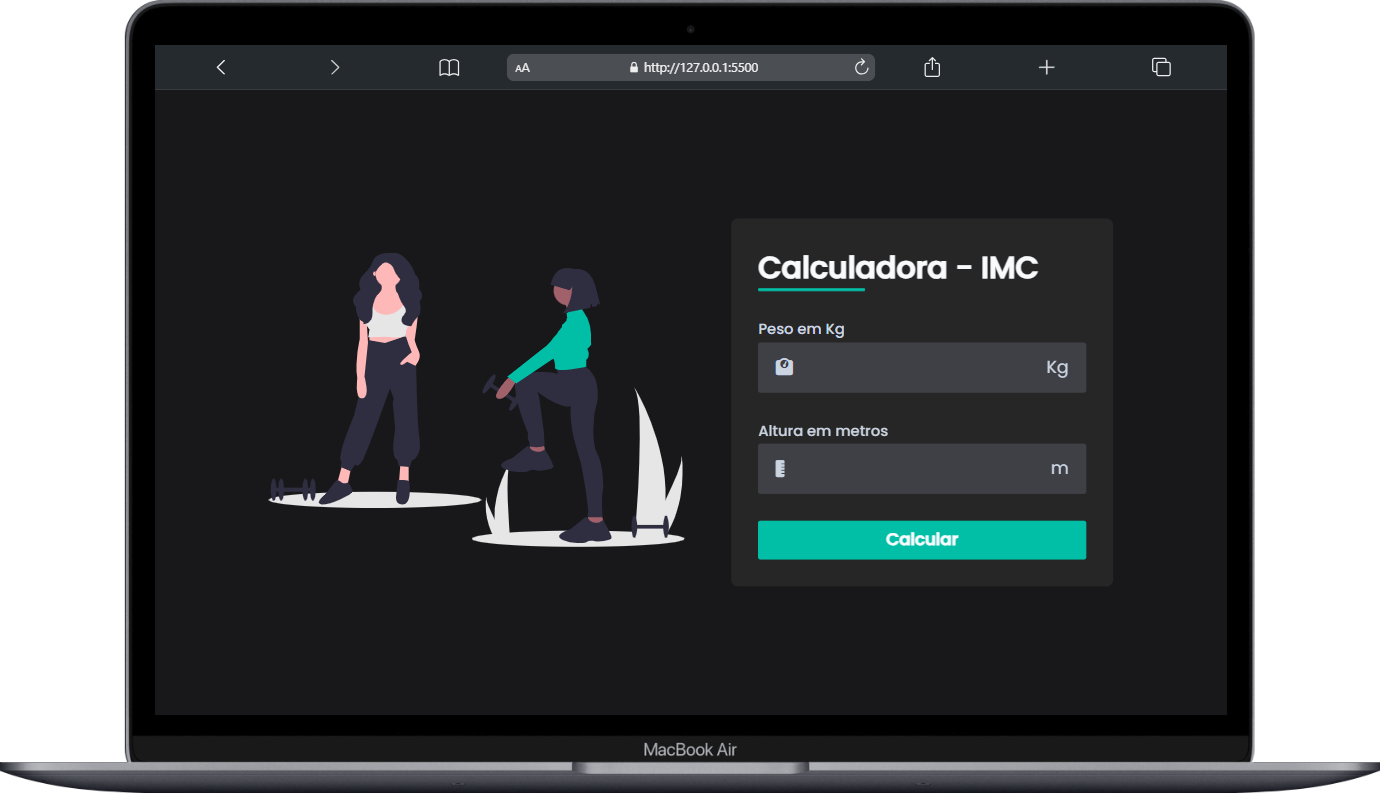 AA
http://127.0.0.1:5500
Calculadora - IMC
Peso em Kg
Kg
Altura em metros
m
Calcular
MacBook Air